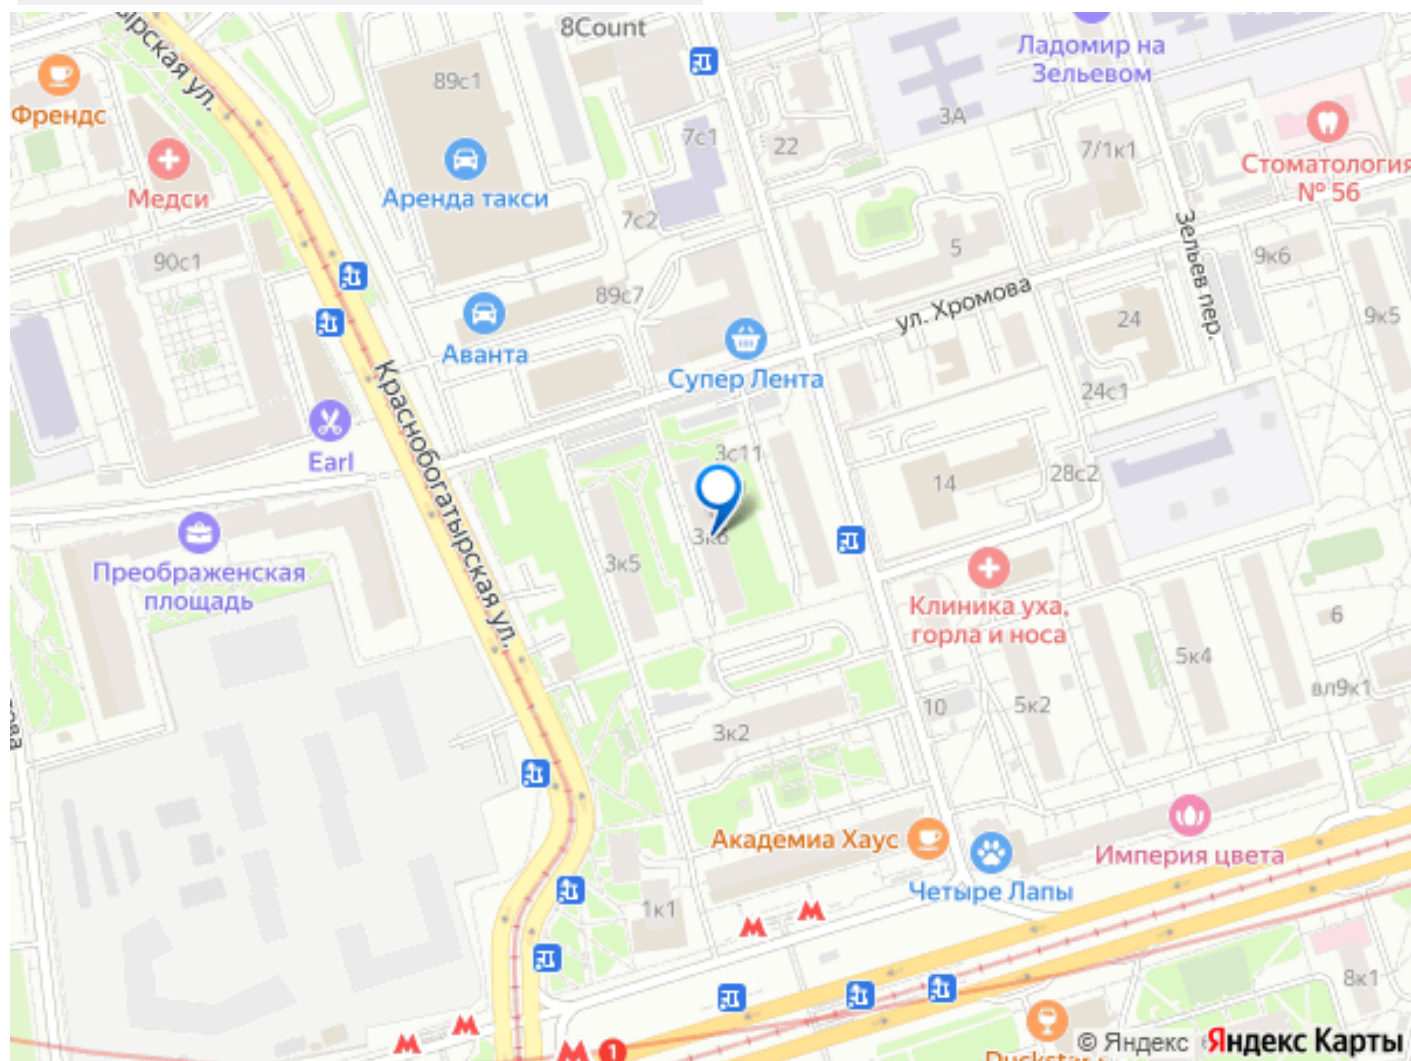 8Count
Ладомир на
Зельевом
Френдс
89с1
3А
7с1
22
7/1к1
Стоматология
№ 56
Медси
Аренда такси
7с2
90с1
5
Зельев пер.
9к6
89с7
ул. Хромова
24
9к5
Аванта
Супер Лента
24с1
Краснобогатырская ул.
Earl
3с11
14
28с2
Преображенская
площадь
3к5
Клиника уха,
горла и носа
6
5к4
вл9к1
10
5к2
3к2
Академиа Хаус
Империя цвета
Четыре Лапы
1к1
8к1
1
© Яндекс
Яндекс Карты